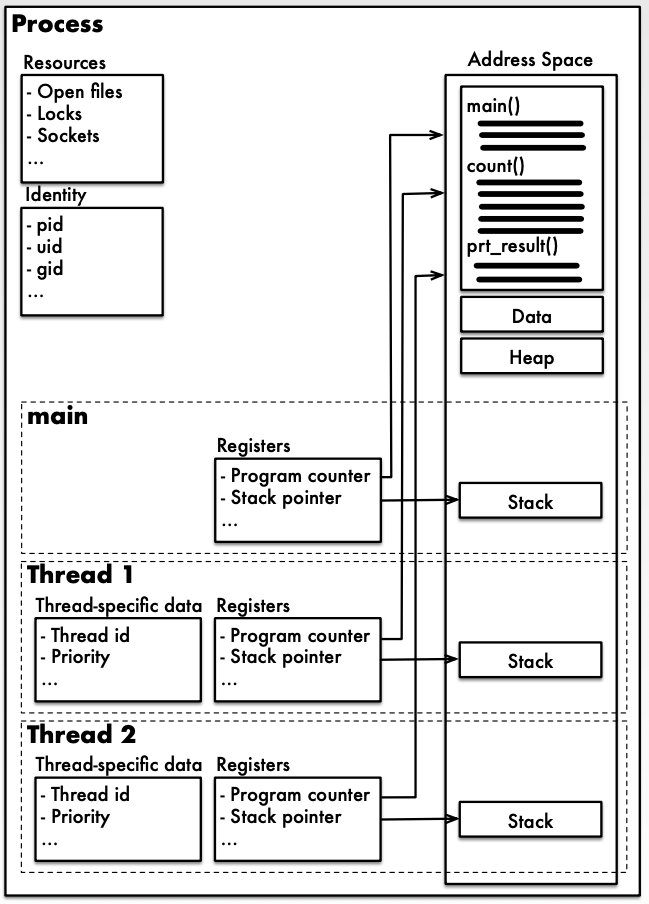 Process
Resources
- Open files
- Locks
- Sockets
...
Identity
- pid
- uid
- gid
...
Address Space
main()
count()
prt_result()
Data
Heap
main
Registers
- Program counter
- Stack pointer
...
Stack
Thread 1
Thread-specific data
- Thread id
- Priority
...
Registers
- Program counter
- Stack pointer
...
Stack
Thread 2
Thread-specific data
- Thread id
- Priority
...
Registers
- Program counter
- Stack pointer
...
Stack